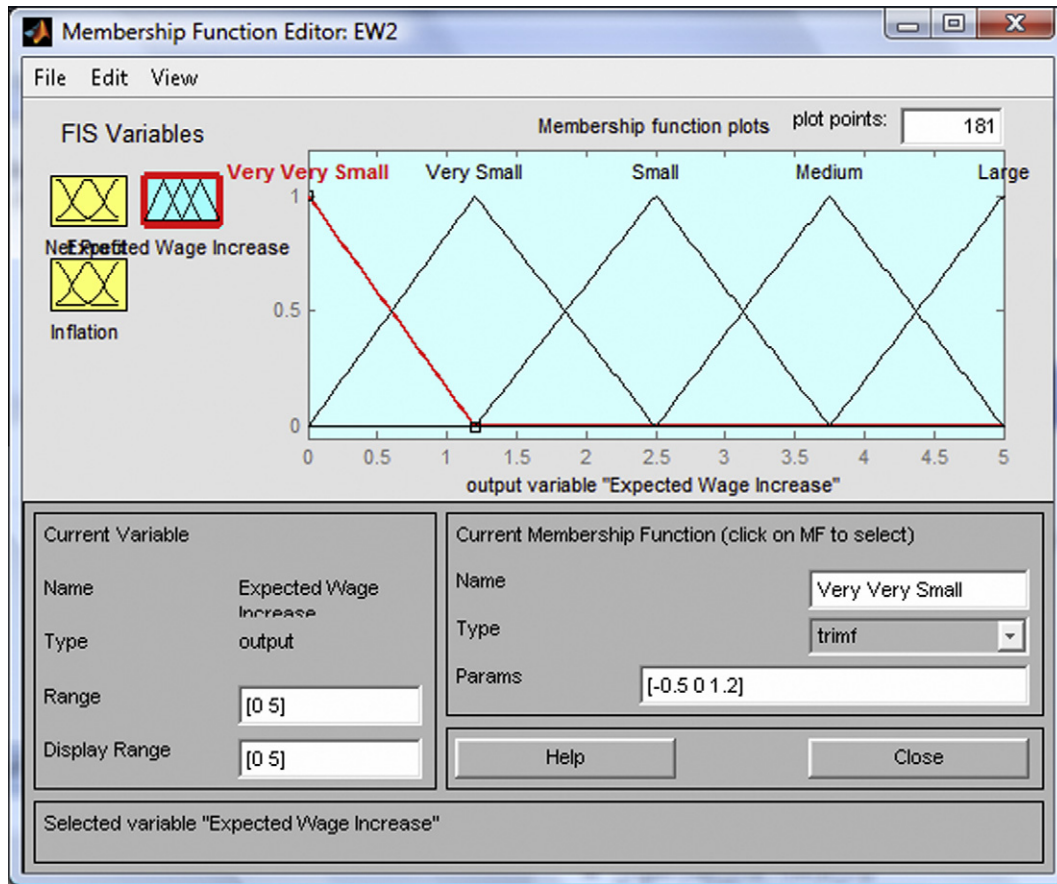 Membership Function Editor: EW2
File Edit View
FIS Variables
Membership function plots
plot points:
181
Very Very Small
Very Small
Small
Medium
Large
Net Profit
Expected Wage Increase
Inflation
1
0.5
0
0 0.5 1 1.5 2 2.5 3 3.5 4 4.5 5
output variable "Expected Wage Increase"
Current Variable
Name
Expected Wage
Increase
Type
output
Range
[0 5]
Display Range
[0 5]
Current Membership Function (click on MF to select)
Name
Very Very Small
Type
trimf
Params
[-0.5 0 1.2]
Help
Close
Selected variable "Expected Wage Increase"